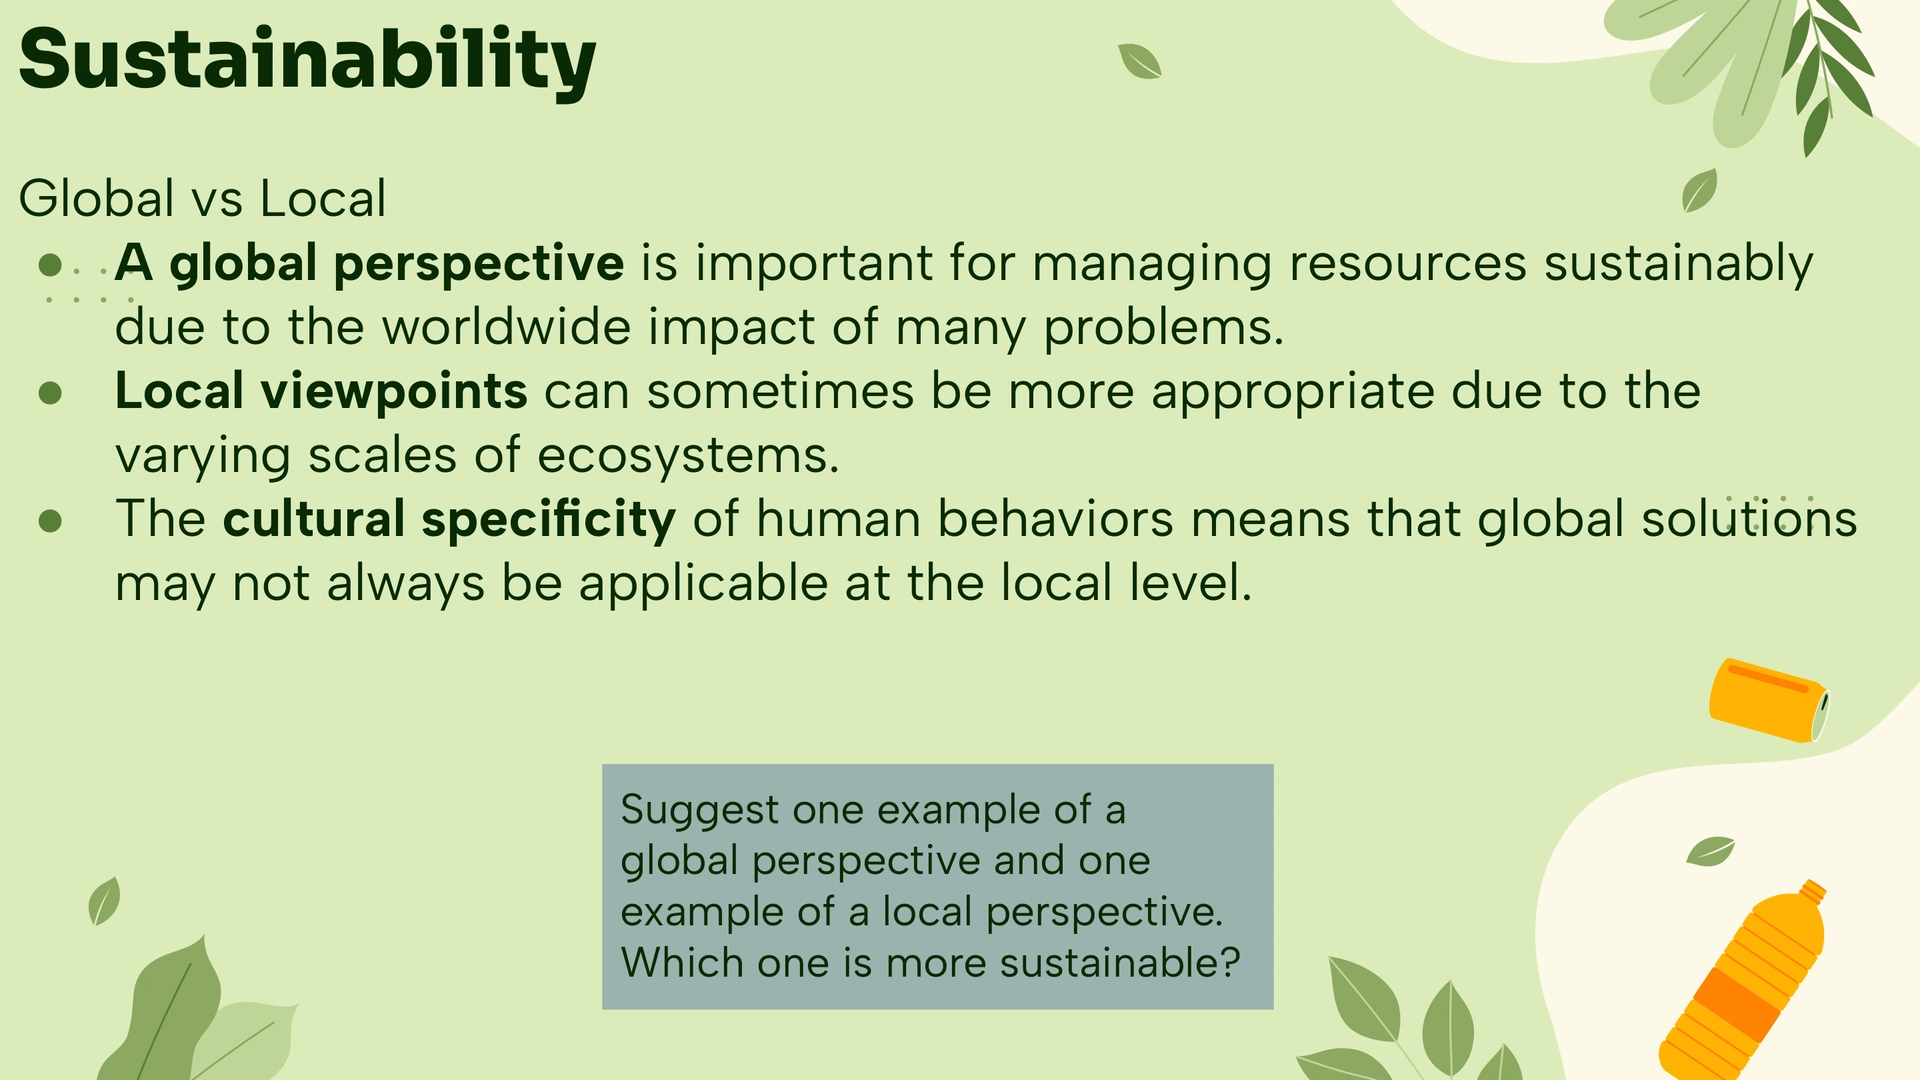 Sustainability
Global vs Local
● A global perspective is important for managing resources sustainably
due to the worldwide impact of many problems.
● Local viewpoints can sometimes be more appropriate due to the
varying scales of ecosystems.
● The cultural specificity of human behaviors means that global solutions
may not always be applicable at the local level.
Suggest one example of a
global perspective and one
example of a local perspective.
Which one is more sustainable?